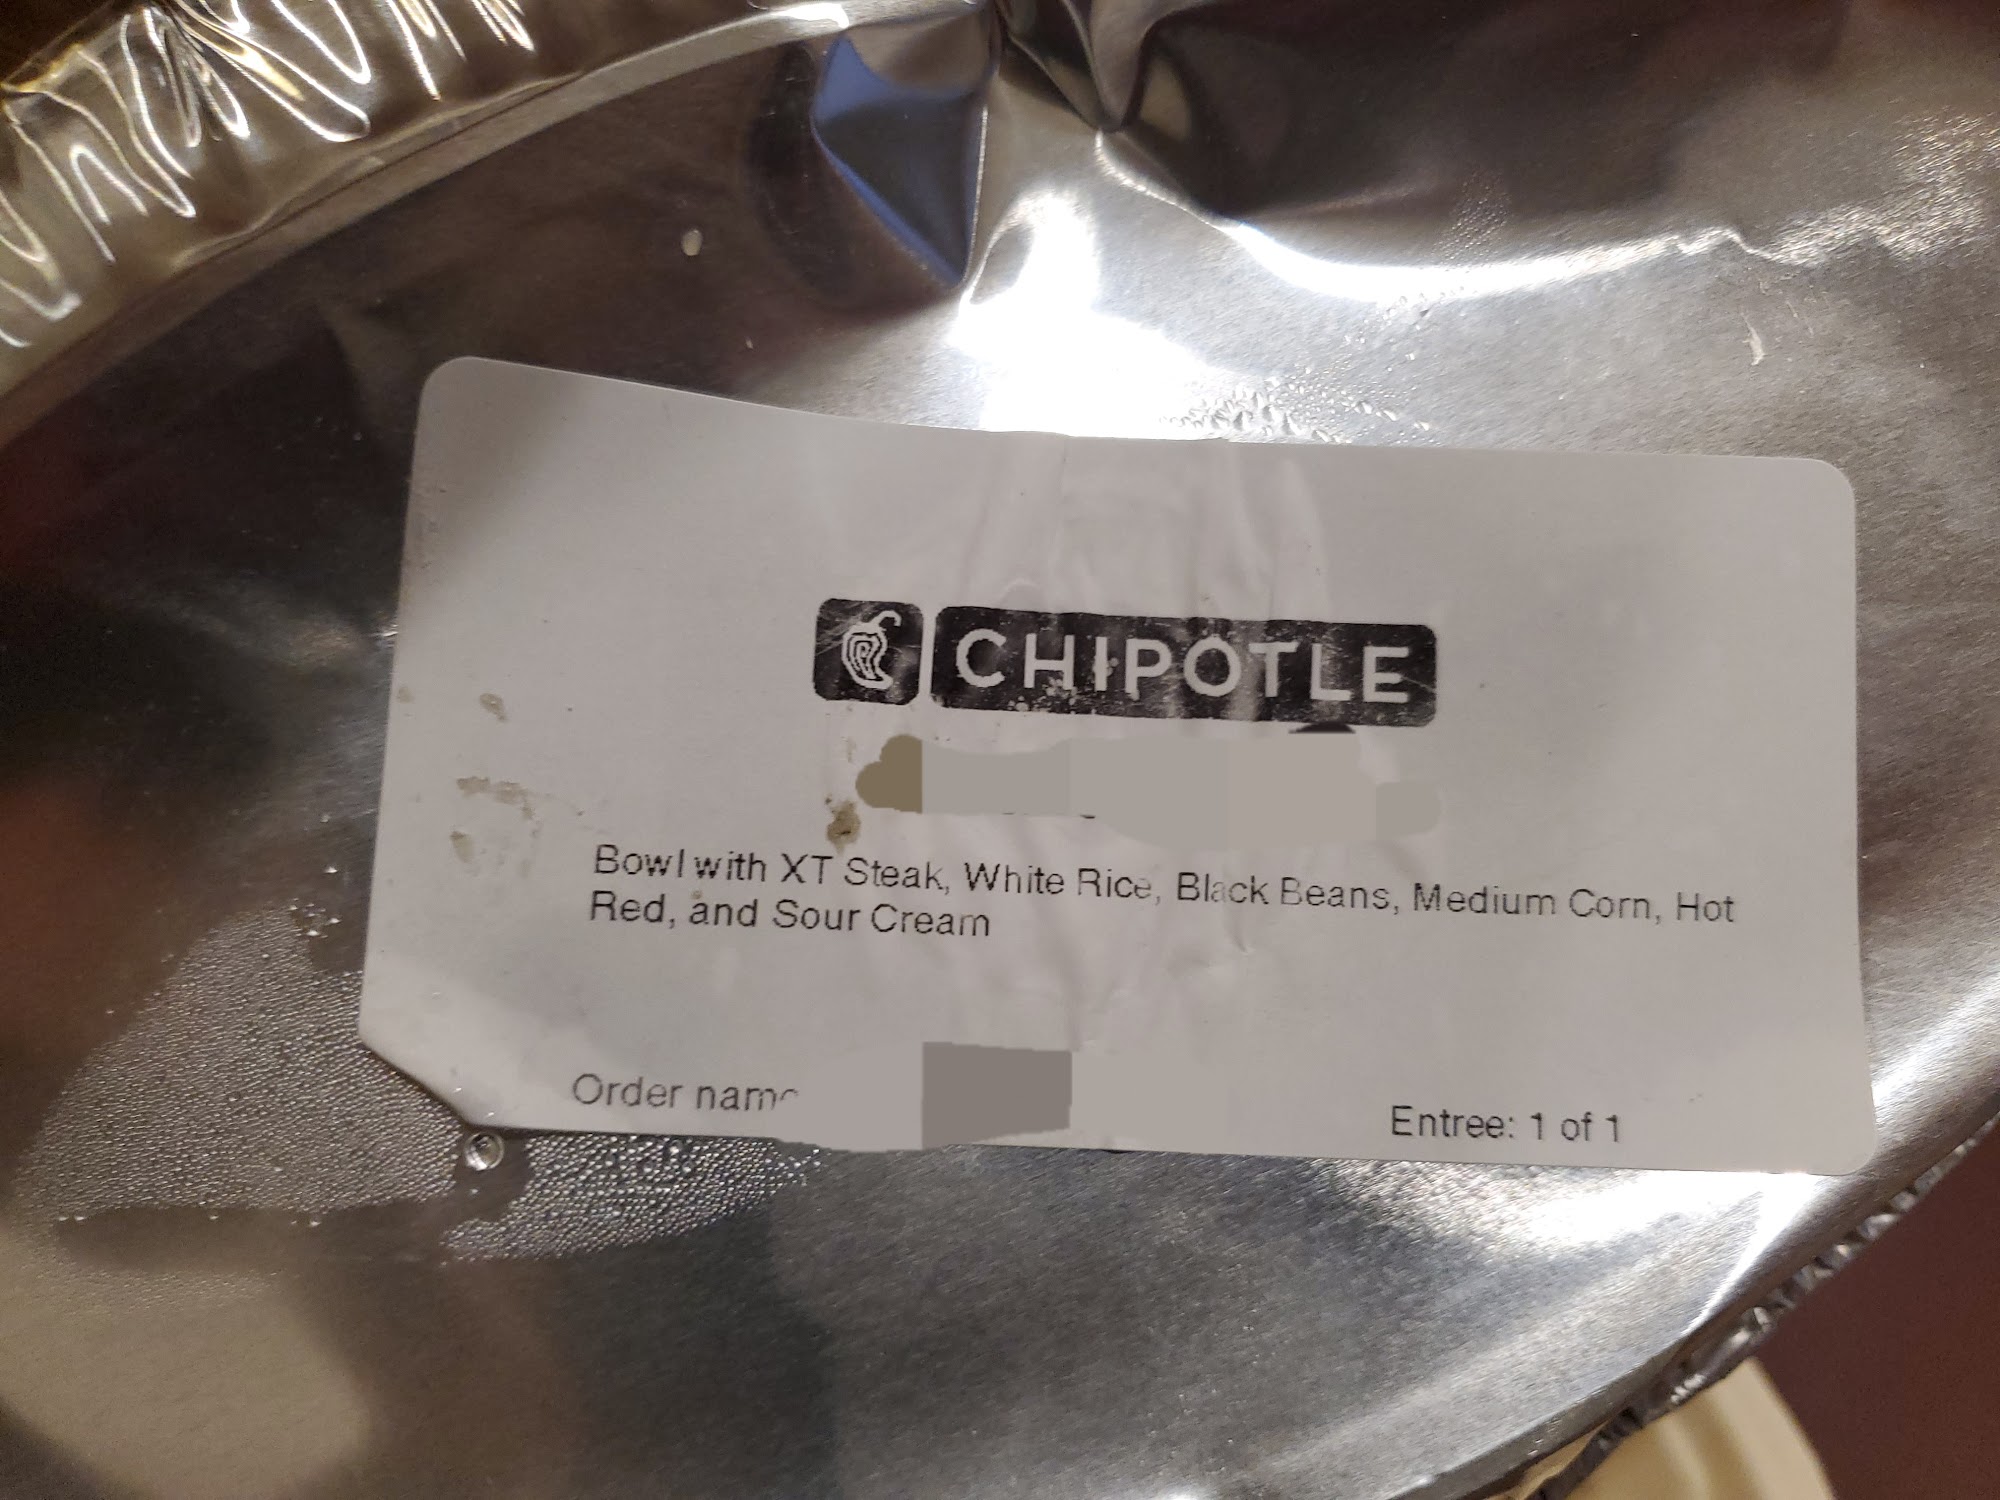 CHIPOTLE
Bowl with XT Steak, White Rice, Black Beans, Medium Corn, Hot
Red, and Sour Cream
Order name
Entree: 1 of 1